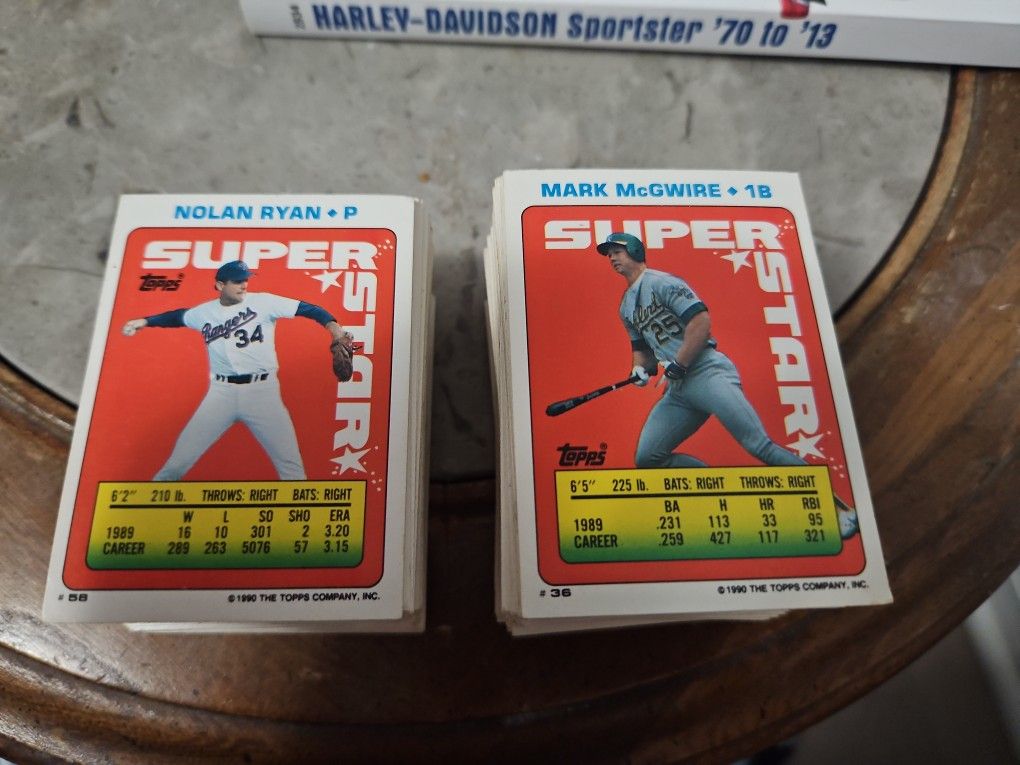 HARLEY-DAVIDSON Sportster '70 to '13
NOLAN RYAN ◆ P
SUPER
STAR
Topps®
Rangers
34
6'2" 210 lb. THROWS: RIGHT BATS: RIGHT
W L SO SHO ERA
1989 16 10 301 2 3.20
CAREER 289 263 5076 57 3.15
# 58 © 1990 THE TOPPS COMPANY, INC.
MARK McGWIRE ◆ 1B
SUPER
STAR
25
Topps®
6'5" 225 lb. BATS: RIGHT THROWS: RIGHT
BA H HR RBI
1989 .231 113 33 95
CAREER .259 427 117 321
# 36 © 1990 THE TOPPS COMPANY, INC.